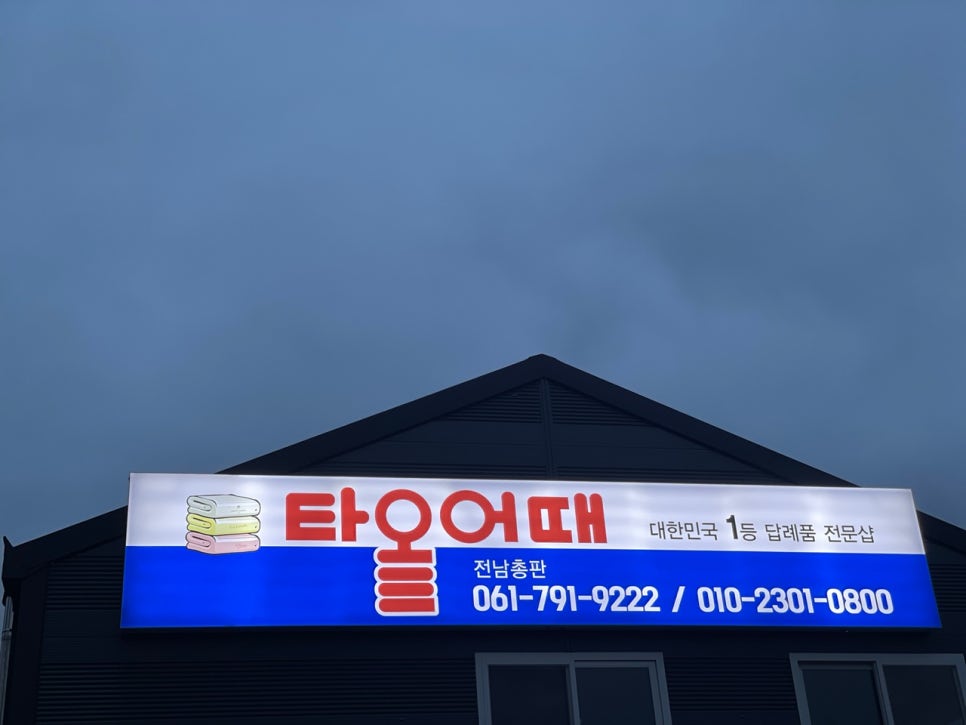 타올어때
대한민국 1등 답례품 전문샵
전남총판
061-791-9222 / 010-2301-0800